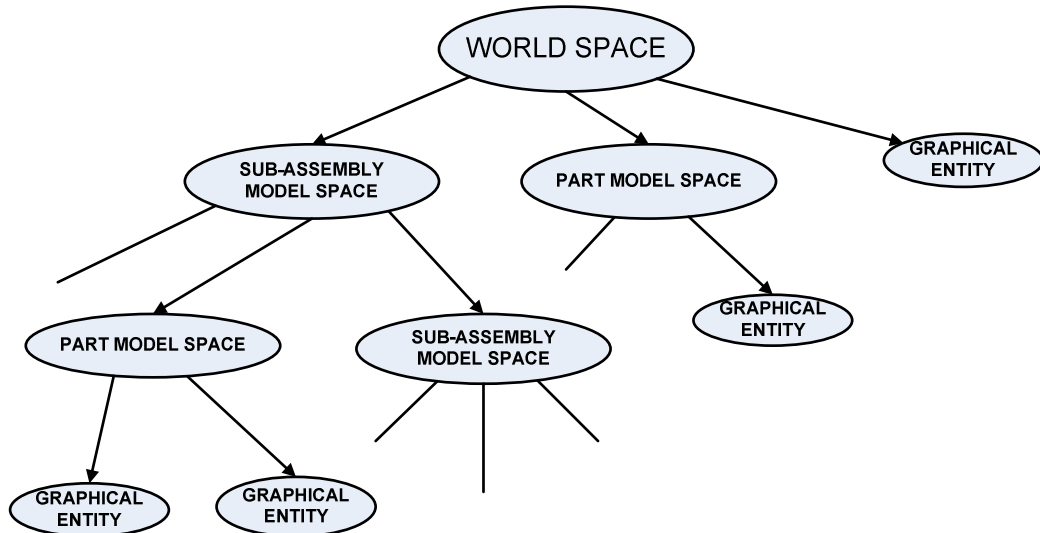 WORLD SPACE
SUB-ASSEMBLY
MODEL SPACE
PART MODEL SPACE
GRAPHICAL
ENTITY
GRAPHICAL
ENTITY
PART MODEL SPACE
SUB-ASSEMBLY
MODEL SPACE
GRAPHICAL
ENTITY
GRAPHICAL
ENTITY